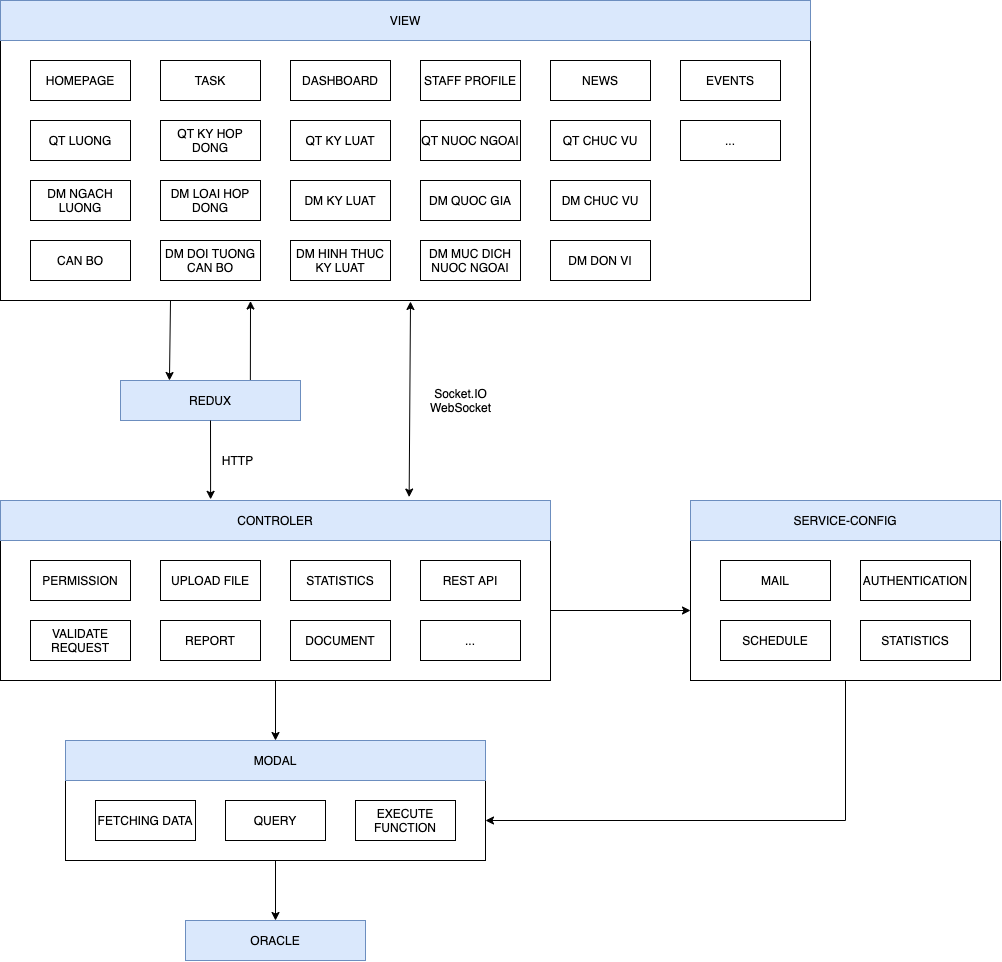 VIEW
HOMEPAGE
TASK
DASHBOARD
STAFF PROFILE
NEWS
EVENTS
QT LUONG
QT KY HOP
DONG
QT KY LUAT
QT NUOC NGOAI
QT CHUC VU
...
DM NGACH
LUONG
DM LOAI HOP
DONG
DM KY LUAT
DM QUOC GIA
DM CHUC VU
CAN BO
DM DOI TUONG
CAN BO
DM HINH THUC
KY LUAT
DM MUC DICH
NUOC NGOAI
DM DON VI
REDUX
Socket.IO
WebSocket
HTTP
CONTROLER
PERMISSION
UPLOAD FILE
STATISTICS
REST API
VALIDATE
REQUEST
REPORT
DOCUMENT
...
SERVICE-CONFIG
MAIL
AUTHENTICATION
SCHEDULE
STATISTICS
MODAL
FETCHING DATA
QUERY
EXECUTE
FUNCTION
ORACLE